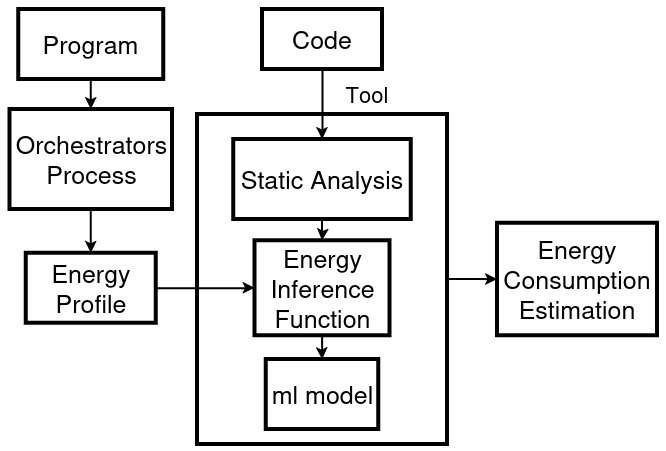 Program
Code
Tool
Orchestrators
Process
Static Analysis
Energy
Profile
Energy
Inference
Function
Energy
Consumption
Estimation
ml model